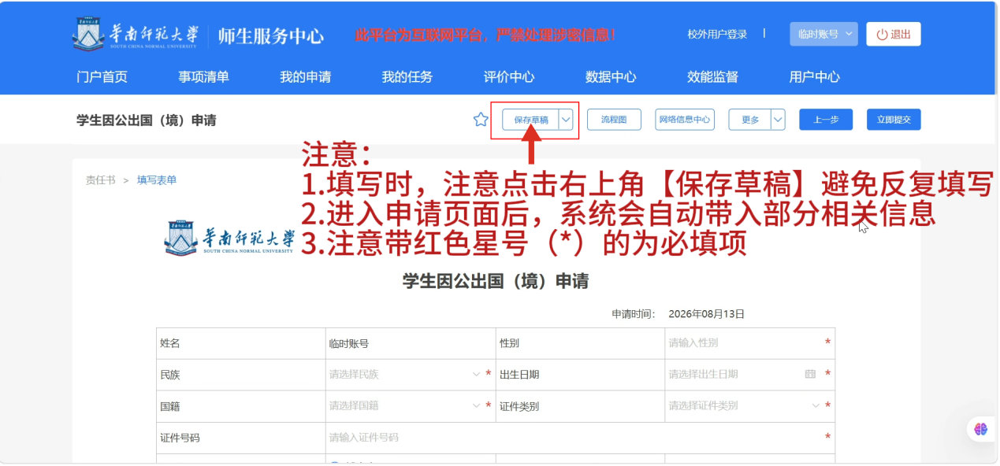 华南师范大学
SOUTH CHINA NORMAL UNIVERSITY
师生服务中心
此平台为互联网平台，严禁处理涉密信息！
校外用户登录
临时账号
退出
门户首页 事项清单 我的申请 我的任务 评价中心 数据中心 效能监督 用户中心
学生因公出国（境）申请
保存草稿 流程图 网络信息中心 更多 上一步 立即提交
注意：
责任书 > 填写表单
1.填写时，注意点击右上角【保存草稿】避免反复填写
2.进入申请页面后，系统会自动带入部分相关信息
3.注意带红色星号（*）的为必填项
华南师范大学
SOUTH CHINA NORMAL UNIVERSITY
学生因公出国（境）申请
申请时间： 2026年08月13日
姓名 临时账号 性别 请输入性别 *
民族 请选择民族 * 出生日期 请选择出生日期 *
国籍 请选择国籍 * 证件类别 请选择证件类别 *
证件号码 请输入证件号码 *